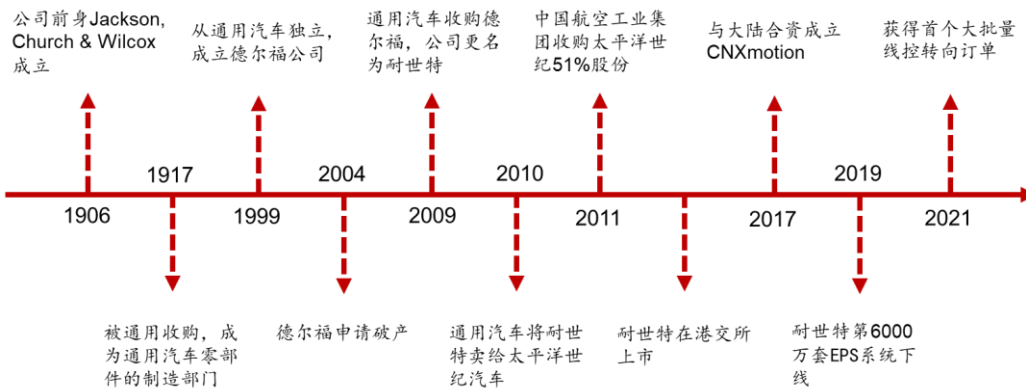 公司前身Jackson,
Church & Wilcox
成立
从通用汽车独立，
成立德尔福公司
通用汽车收购德
尔福，公司更名
为耐世特
中国航空工业集
团收购太平洋世
纪51%股份
与大陆合资成立
CNXmotion
获得首个大批量
线控转向订单
1917
2004
2010
2019
1906
1999
2009
2011
2017
2021
被通用收购，成
为通用汽车零部
件的制造部门
德尔福申请破产
通用汽车将耐世
特卖给太平洋世
纪汽车
耐世特在港交所
上市
耐世特第6000
万套EPS系统下
线